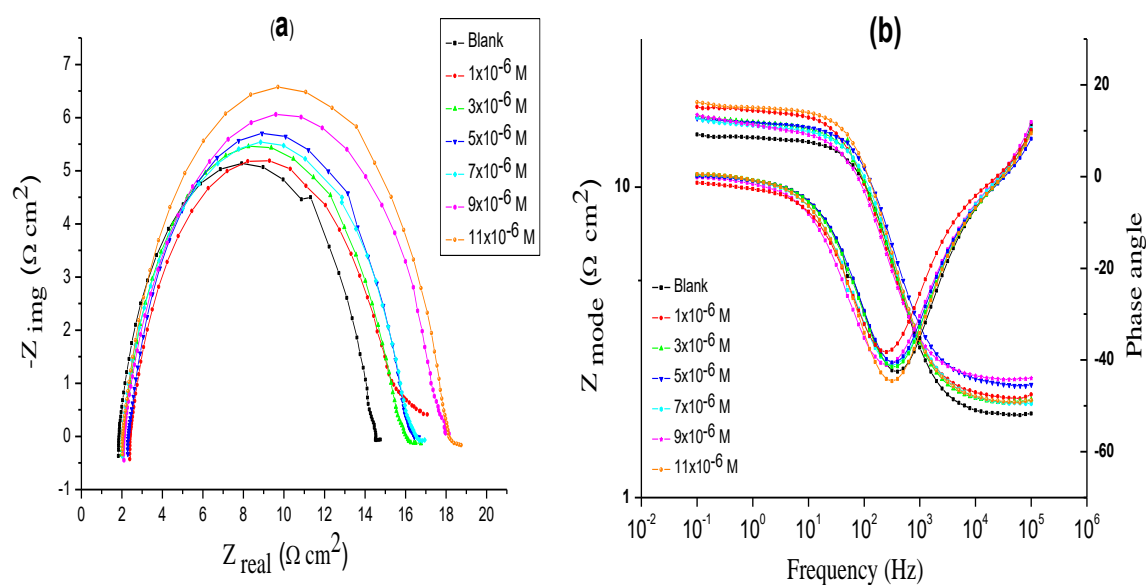 (a)
-Z img (Ω cm2)
7
6
5
4
3
2
1
0
-1
0 2 4 6 8 10 12 14 16 18 20
Z real (Ω cm2)
Blank
1x10-6 M
3x10-6 M
5x10-6 M
7x10-6 M
9x10-6 M
11x10-6 M
(b)
Z mode (Ω cm2)
10
1
10-2 10-1 100 101 102 103 104 105 106
Frequency (Hz)
Phase angle
20
0
-20
-40
-60
Blank
1x10-6 M
3x10-6 M
5x10-6 M
7x10-6 M
9x10-6 M
11x10-6 M